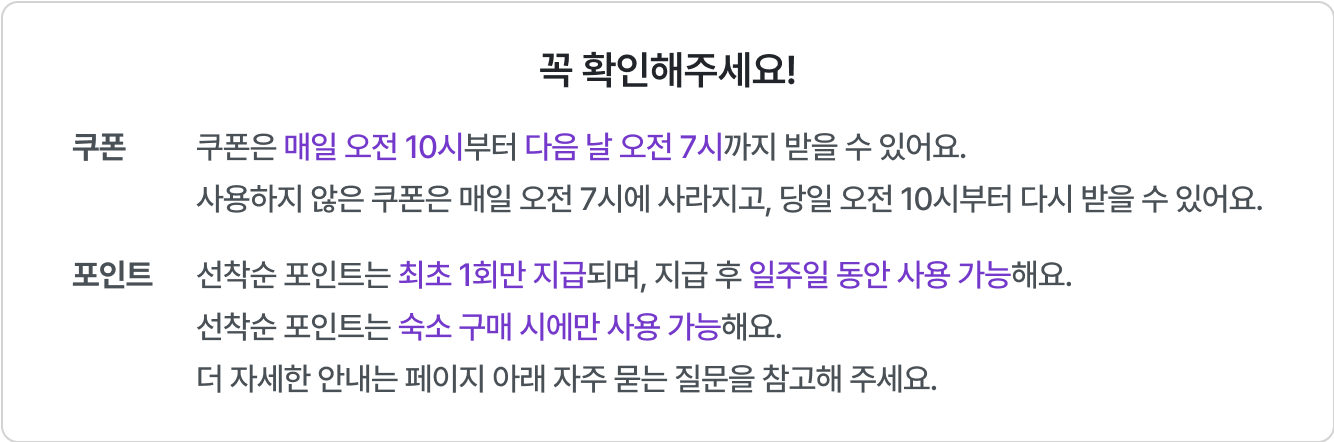 꼭 확인해주세요!
쿠폰 쿠폰은 매일 오전 10시부터 다음 날 오전 7시까지 받을 수 있어요.
사용하지 않은 쿠폰은 매일 오전 7시에 사라지고, 당일 오전 10시부터 다시 받을 수 있어요.
포인트 선착순 포인트는 최초 1회만 지급되며, 지급 후 일주일 동안 사용 가능해요.
선착순 포인트는 숙소 구매 시에만 사용 가능해요.
더 자세한 안내는 페이지 아래 자주 묻는 질문을 참고해 주세요.